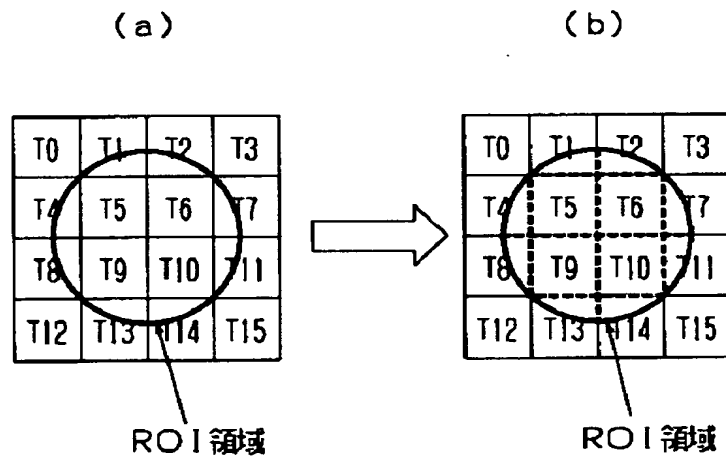 (a) (b)
T0 T1 T2 T3 T0 T1 T2 T3
T4 T5 T6 T7 T4 T5 T6 T7
T8 T9 T10 T11 T8 T9 T10 T11
T12 T13 T14 T15 T12 T13 T14 T15
ROI領域 ROI領域